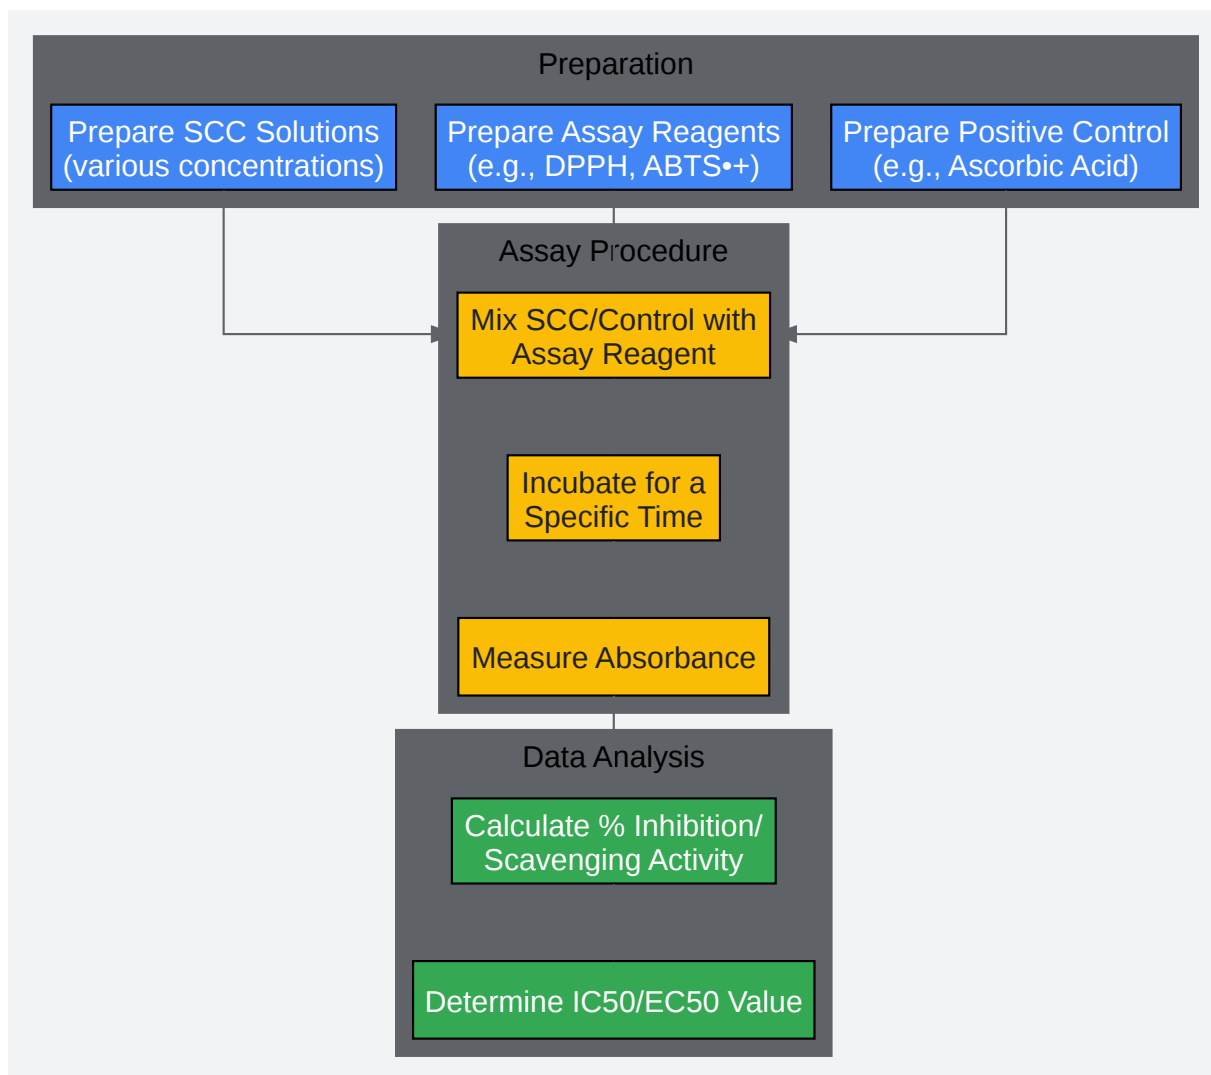 Preparation
Prepare SCC Solutions
(various concentrations)
Prepare Assay Reagents
(e.g., DPPH, ABTS•+)
Prepare Positive Control
(e.g., Ascorbic Acid)
Assay Procedure
Mix SCC/Control with
Assay Reagent
Incubate for a
Specific Time
Measure Absorbance
Data Analysis
Calculate % Inhibition/
Scavenging Activity
Determine IC50/EC50 Value